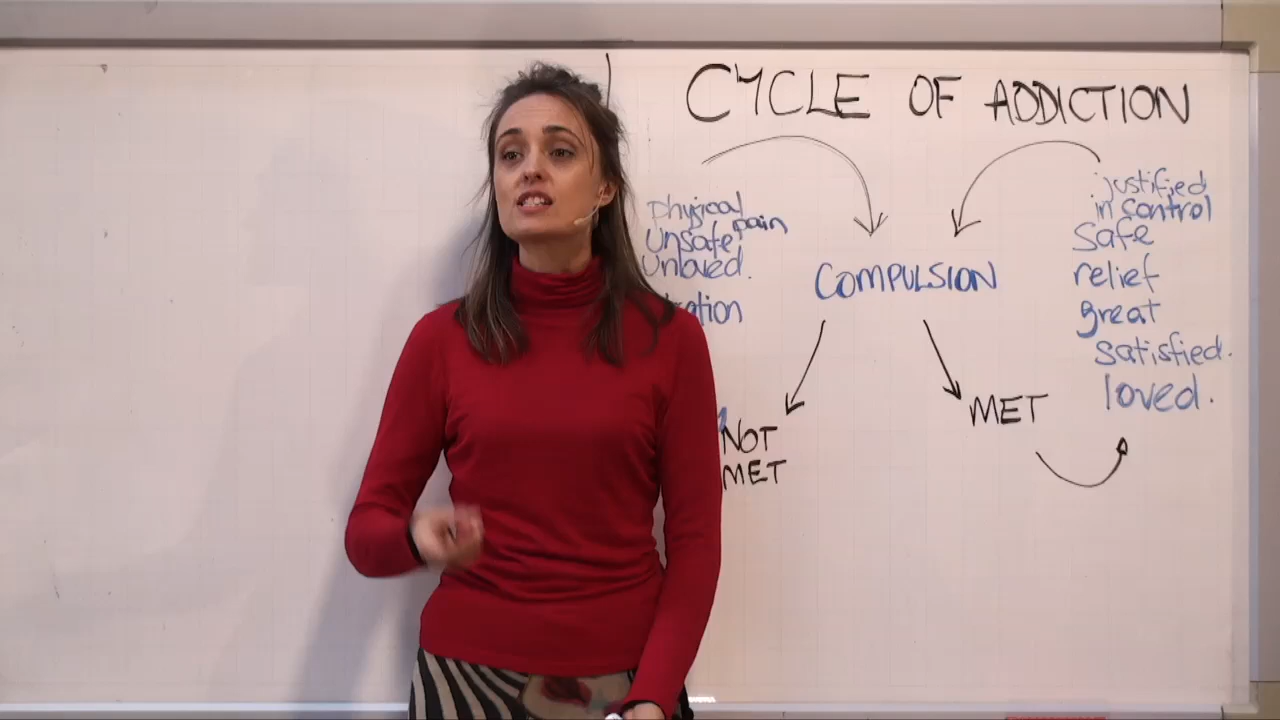 CYCLE OF ADDICTION
physical
pain
unsafe,
unloved.
NOT
MET
COMPULSION
MET
justified
in control
safe
relief
great
satisfied.
loved.